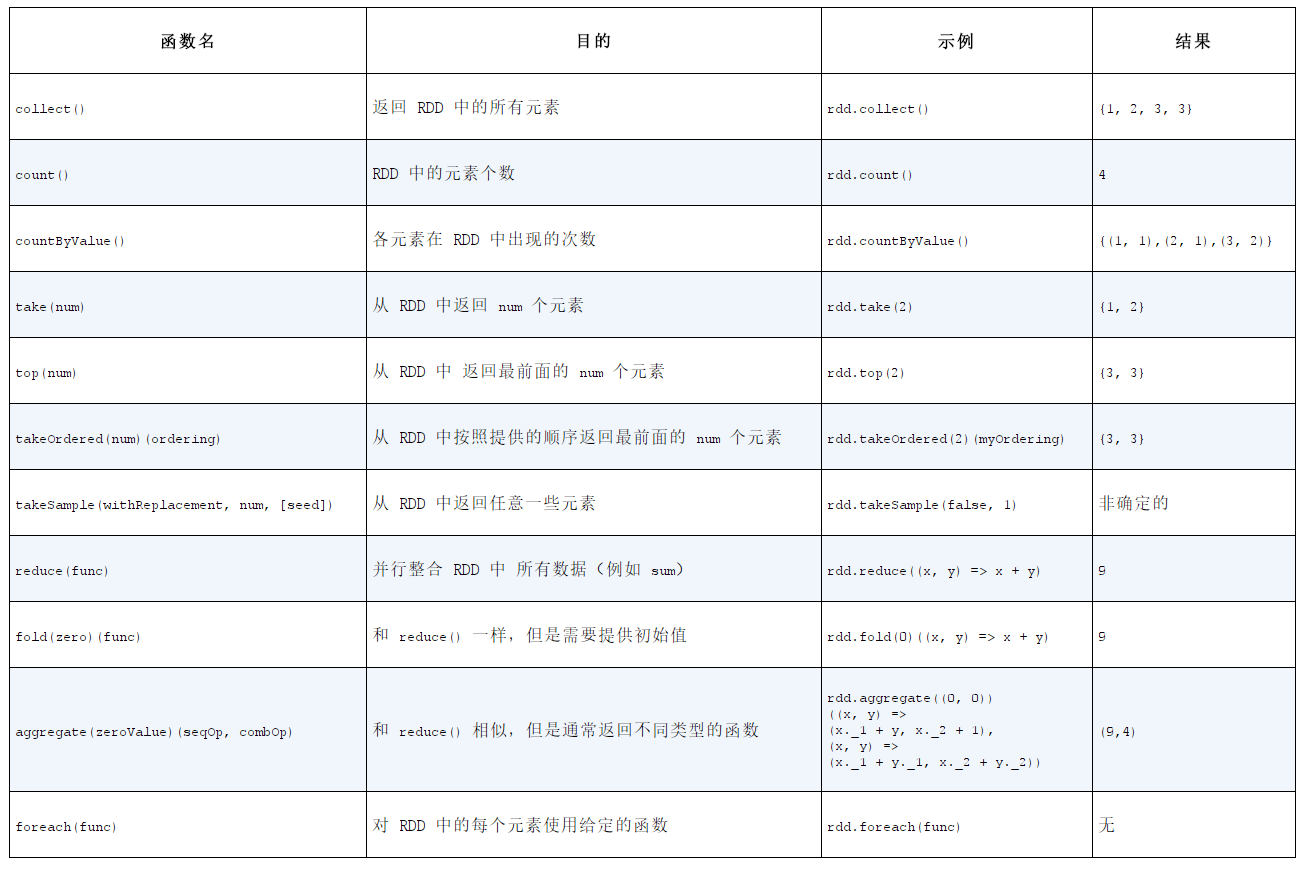 函数名 目的 示例 结果
collect() 返回 RDD 中的所有元素 rdd.collect() {1, 2, 3, 3}
count() RDD 中的元素个数 rdd.count() 4
countByValue() 各元素在 RDD 中出现的次数 rdd.countByValue() {(1, 1),(2, 1),(3, 2)}
take(num) 从 RDD 中返回 num 个元素 rdd.take(2) {1, 2}
top(num) 从 RDD 中 返回最前面的 num 个元素 rdd.top(2) {3, 3}
takeOrdered(num)(ordering) 从 RDD 中按照提供的顺序返回最前面的 num 个元素 rdd.takeOrdered(2)(myOrdering) {3, 3}
takeSample(withReplacement, num, [seed]) 从 RDD 中返回任意一些元素 rdd.takeSample(false, 1) 非确定的
reduce(func) 并行整合 RDD 中 所有数据（例如 sum） rdd.reduce((x, y) => x + y) 9
fold(zero)(func) 和 reduce() 一样，但是需要提供初始值 rdd.fold(0)((x, y) => x + y) 9
aggregate(zeroValue)(seqOp, combOp) 和 reduce() 相似，但是通常返回不同类型的函数 rdd.aggregate((0, 0))
((x, y) =>
(x._1 + y, x._2 + 1),
(x, y) =>
(x._1 + y._1, x._2 + y._2)) (9,4)
foreach(func) 对 RDD 中的每个元素使用给定的函数 rdd.foreach(func) 无